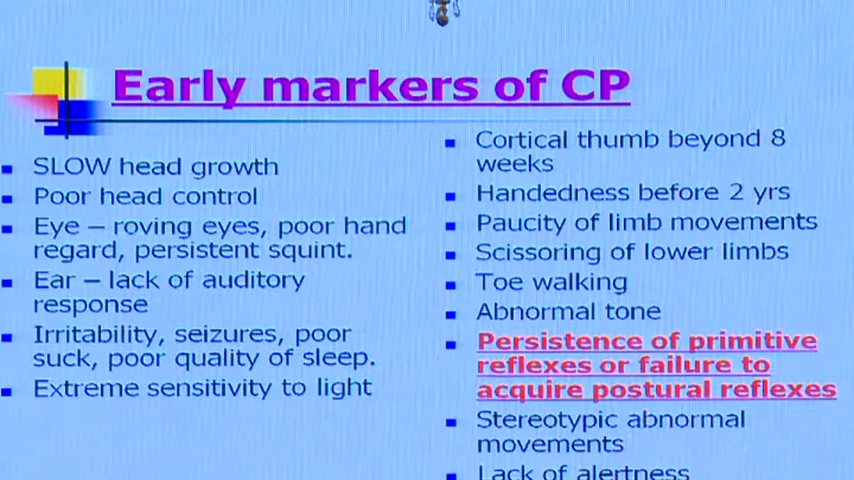 Early markers of CP
SLOW head growth
Poor head control
Eye – roving eyes, poor hand
regard, persistent squint.
Ear – lack of auditory
response
Irritability, seizures, poor
suck, poor quality of sleep.
Extreme sensitivity to light
Cortical thumb beyond 8
weeks
Handedness before 2 yrs
Paucity of limb movements
Scissoring of lower limbs
Toe walking
Abnormal tone
Persistence of primitive
reflexes or failure to
acquire postural reflexes
Stereotypic abnormal
movements
Lack of alertness